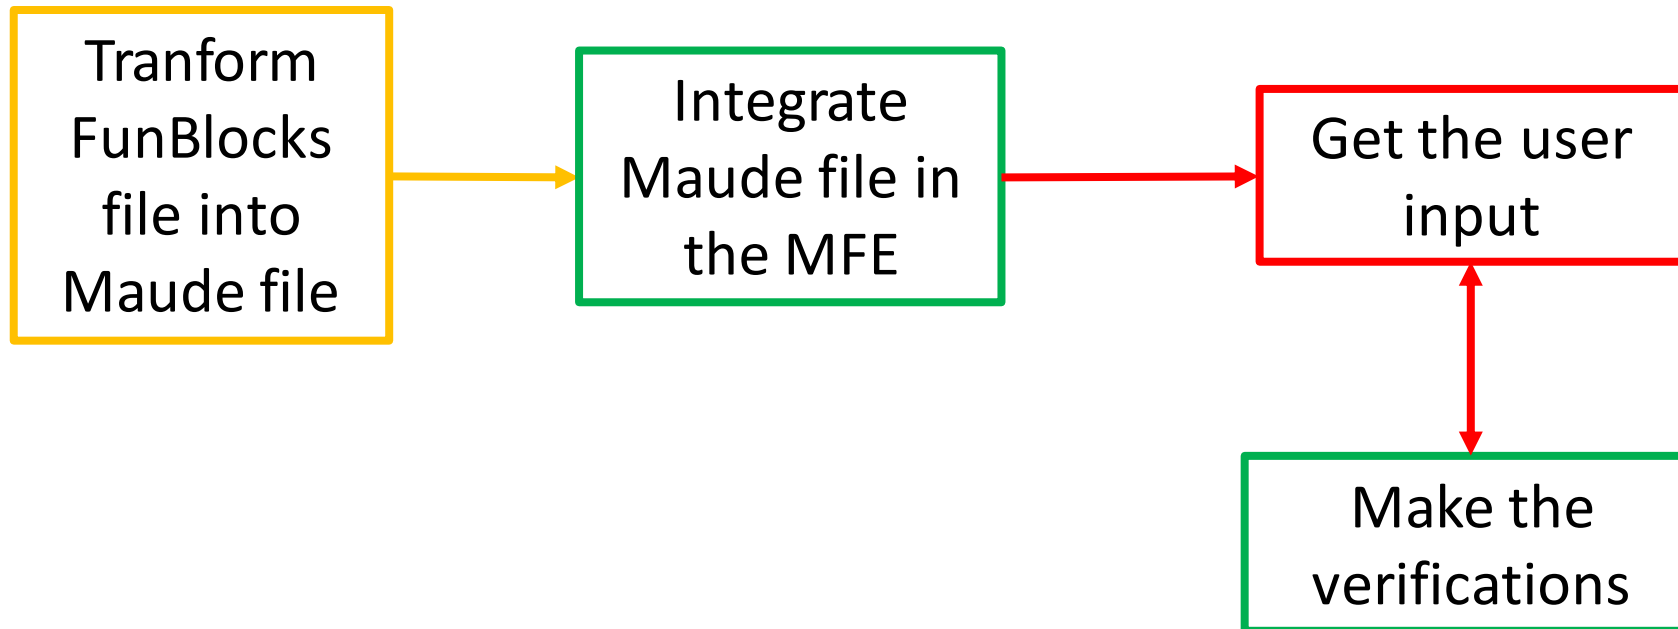 Tranform
FunBlocks
file into
Maude file
Integrate
Maude file in
the MFE
Get the user
input
Make the
verifications